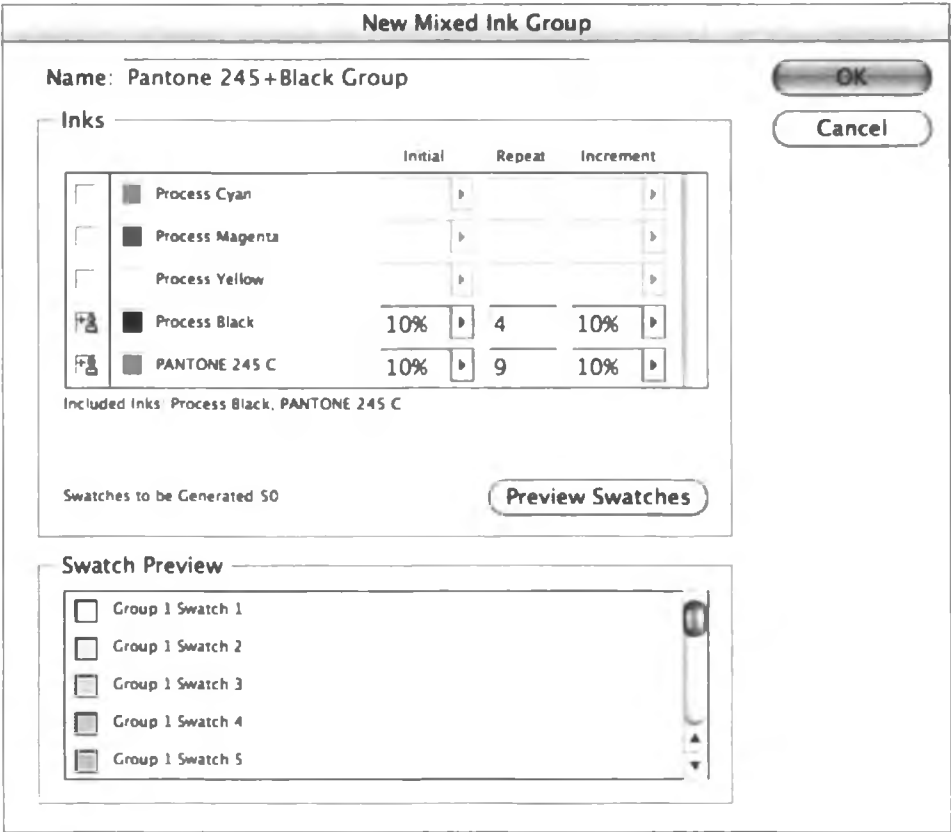 New Mixed Ink Group
Name: Pantone 245+Black Group
OK
Cancel
Inks
Initial Repeat Increment
Process Cyan
Process Magenta
Process Yellow
Process Black 10% 4 10%
PANTONE 245 C 10% 9 10%
Included Inks: Process Black, PANTONE 245 C
Swatches to be Generated 50
Preview Swatches
Swatch Preview
Group 1 Swatch 1
Group 1 Swatch 2
Group 1 Swatch 3
Group 1 Swatch 4
Group 1 Swatch 5